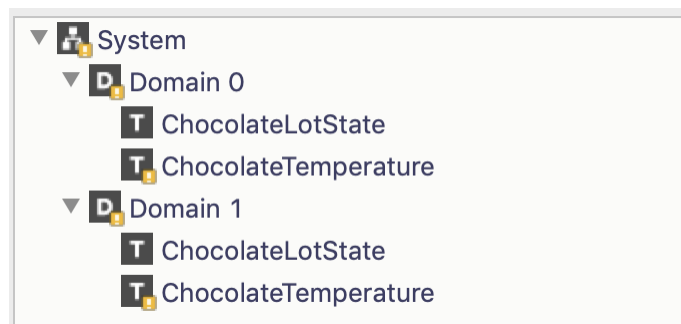 System
D Domain 0
T ChocolateLotState
T ChocolateTemperature
D Domain 1
T ChocolateLotState
T ChocolateTemperature